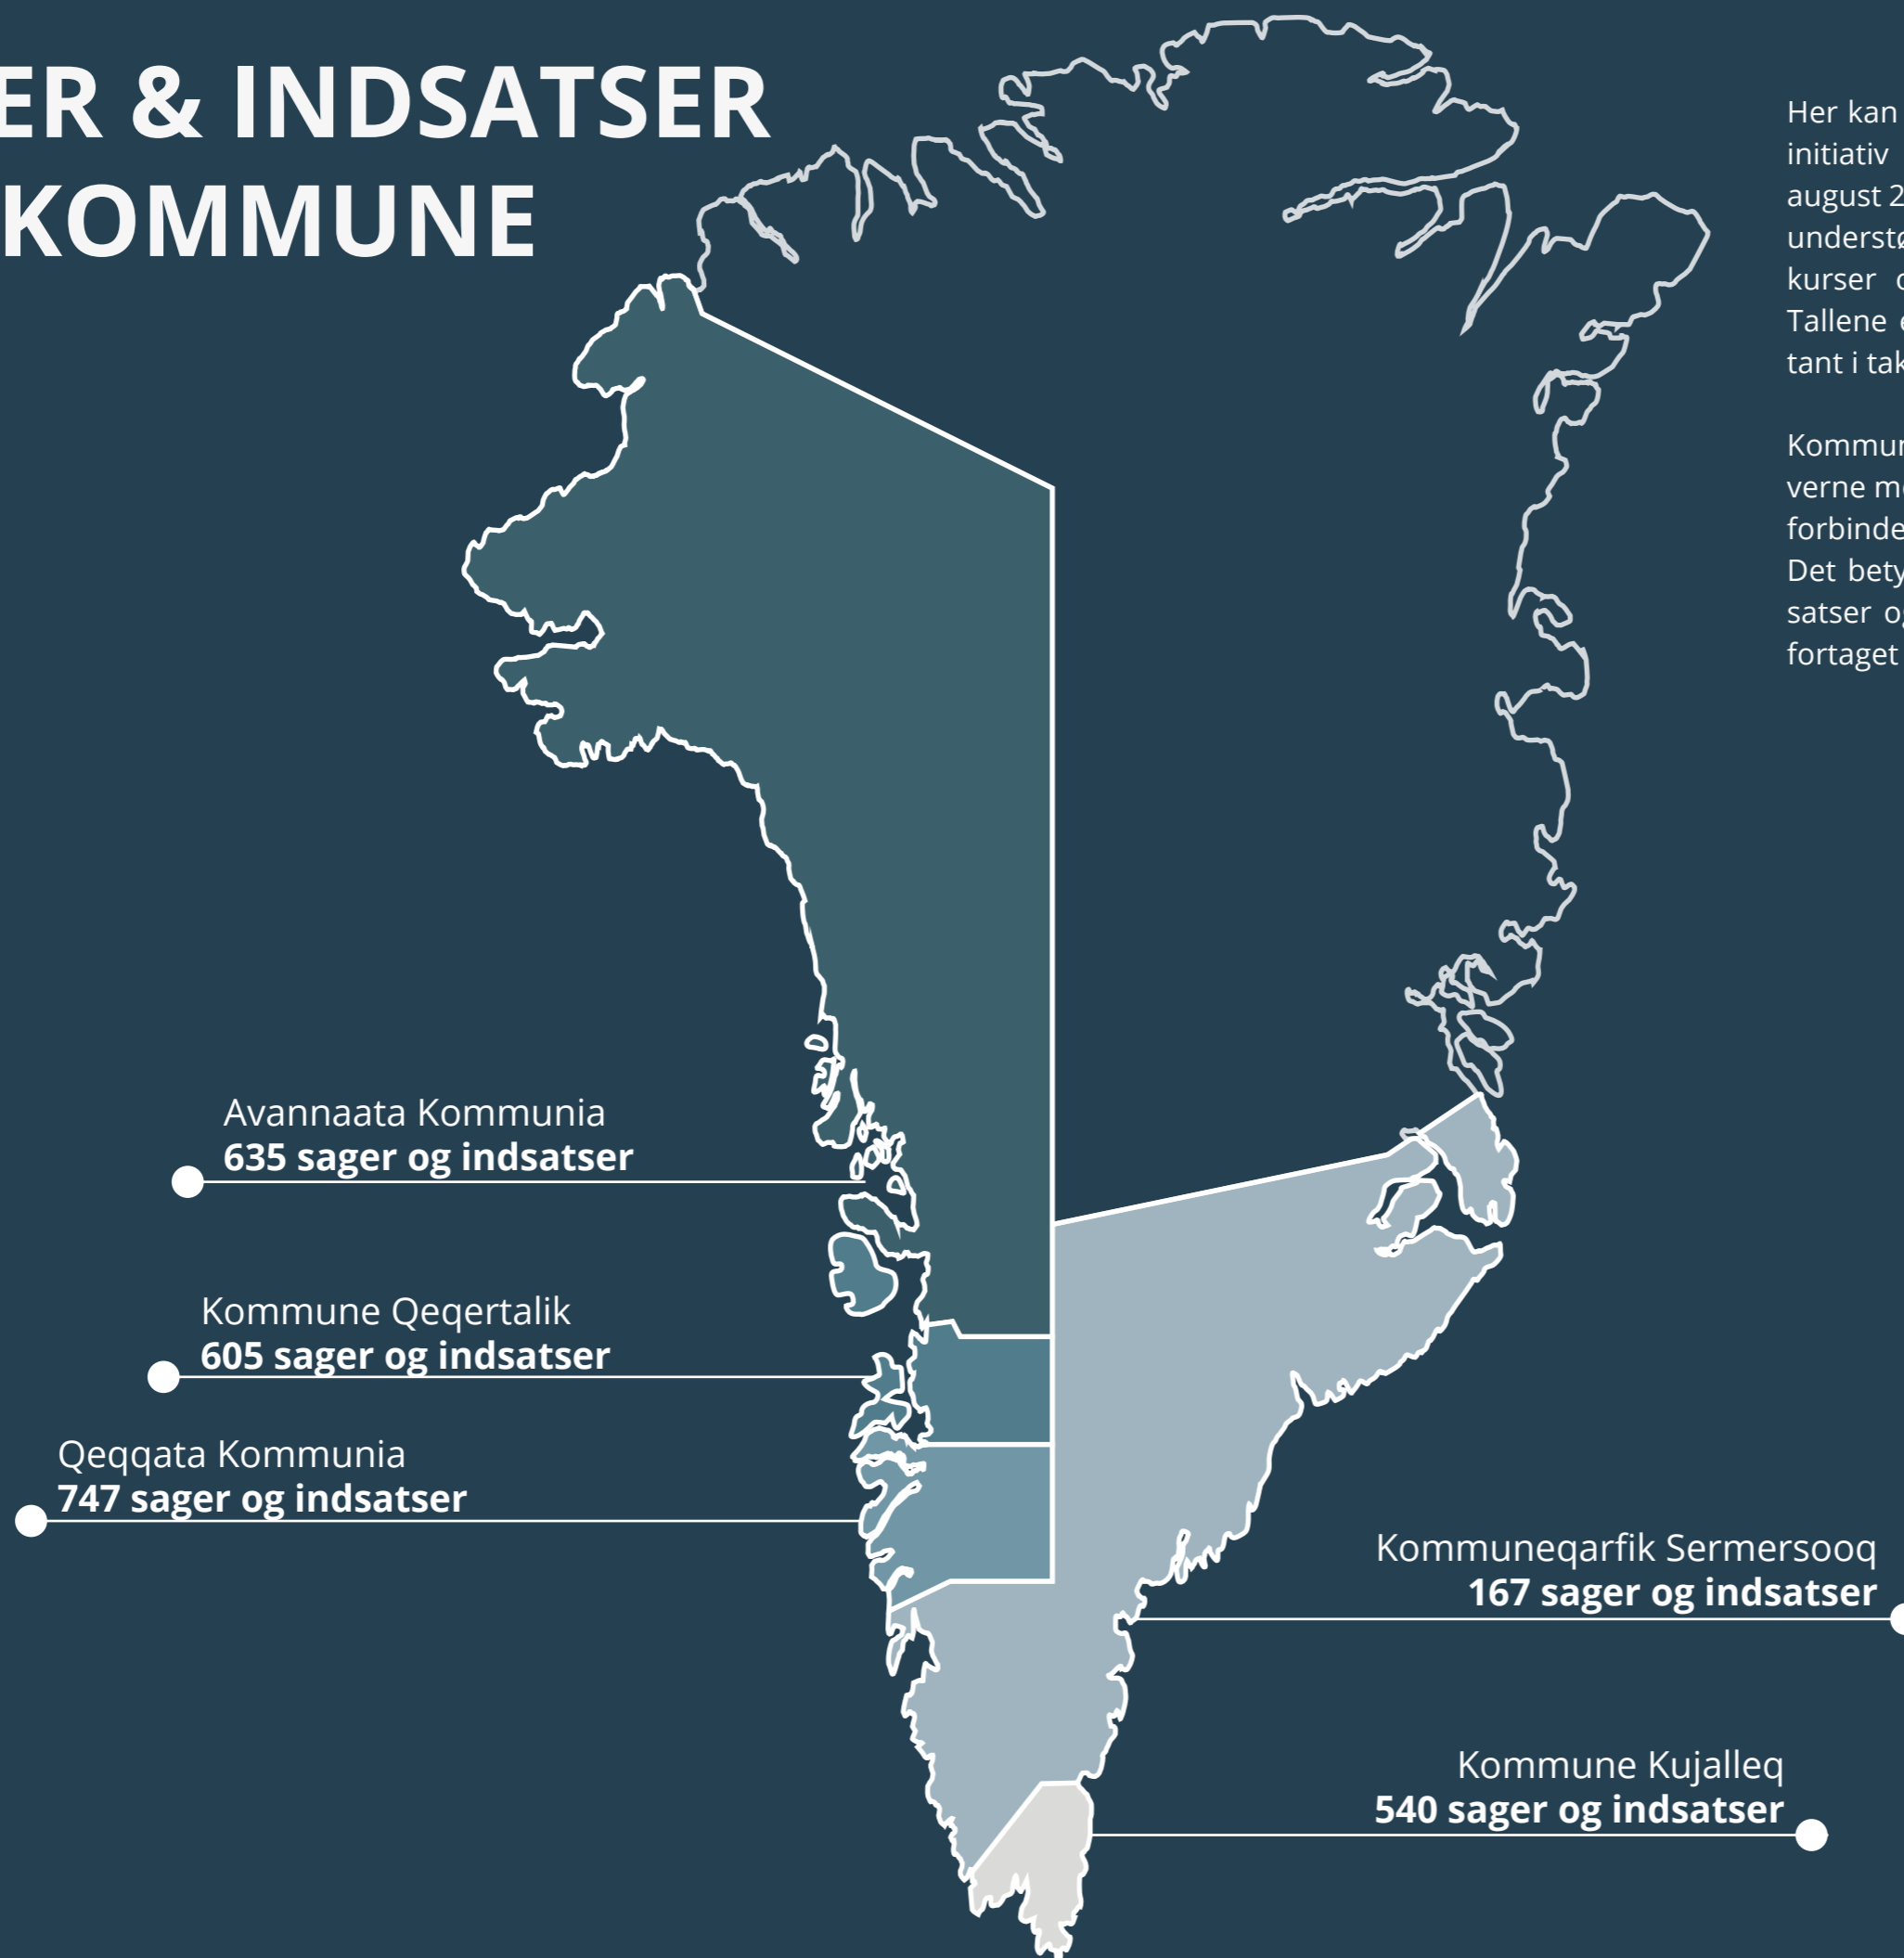 ER & INDSATSER
KOMMUNE
Her kan
initiativ
august 2
understø
kurser o
Tallene e
tant i tak
Kommun
verne me
forbinde
Det bety
satser og
fortaget
Avannaata Kommunia
635 sager og indsatser
Kommune Qeqertalik
605 sager og indsatser
Qeqqata Kommunia
747 sager og indsatser
Kommuneqarfik Sermersooq
167 sager og indsatser
Kommune Kujalleq
540 sager og indsatser